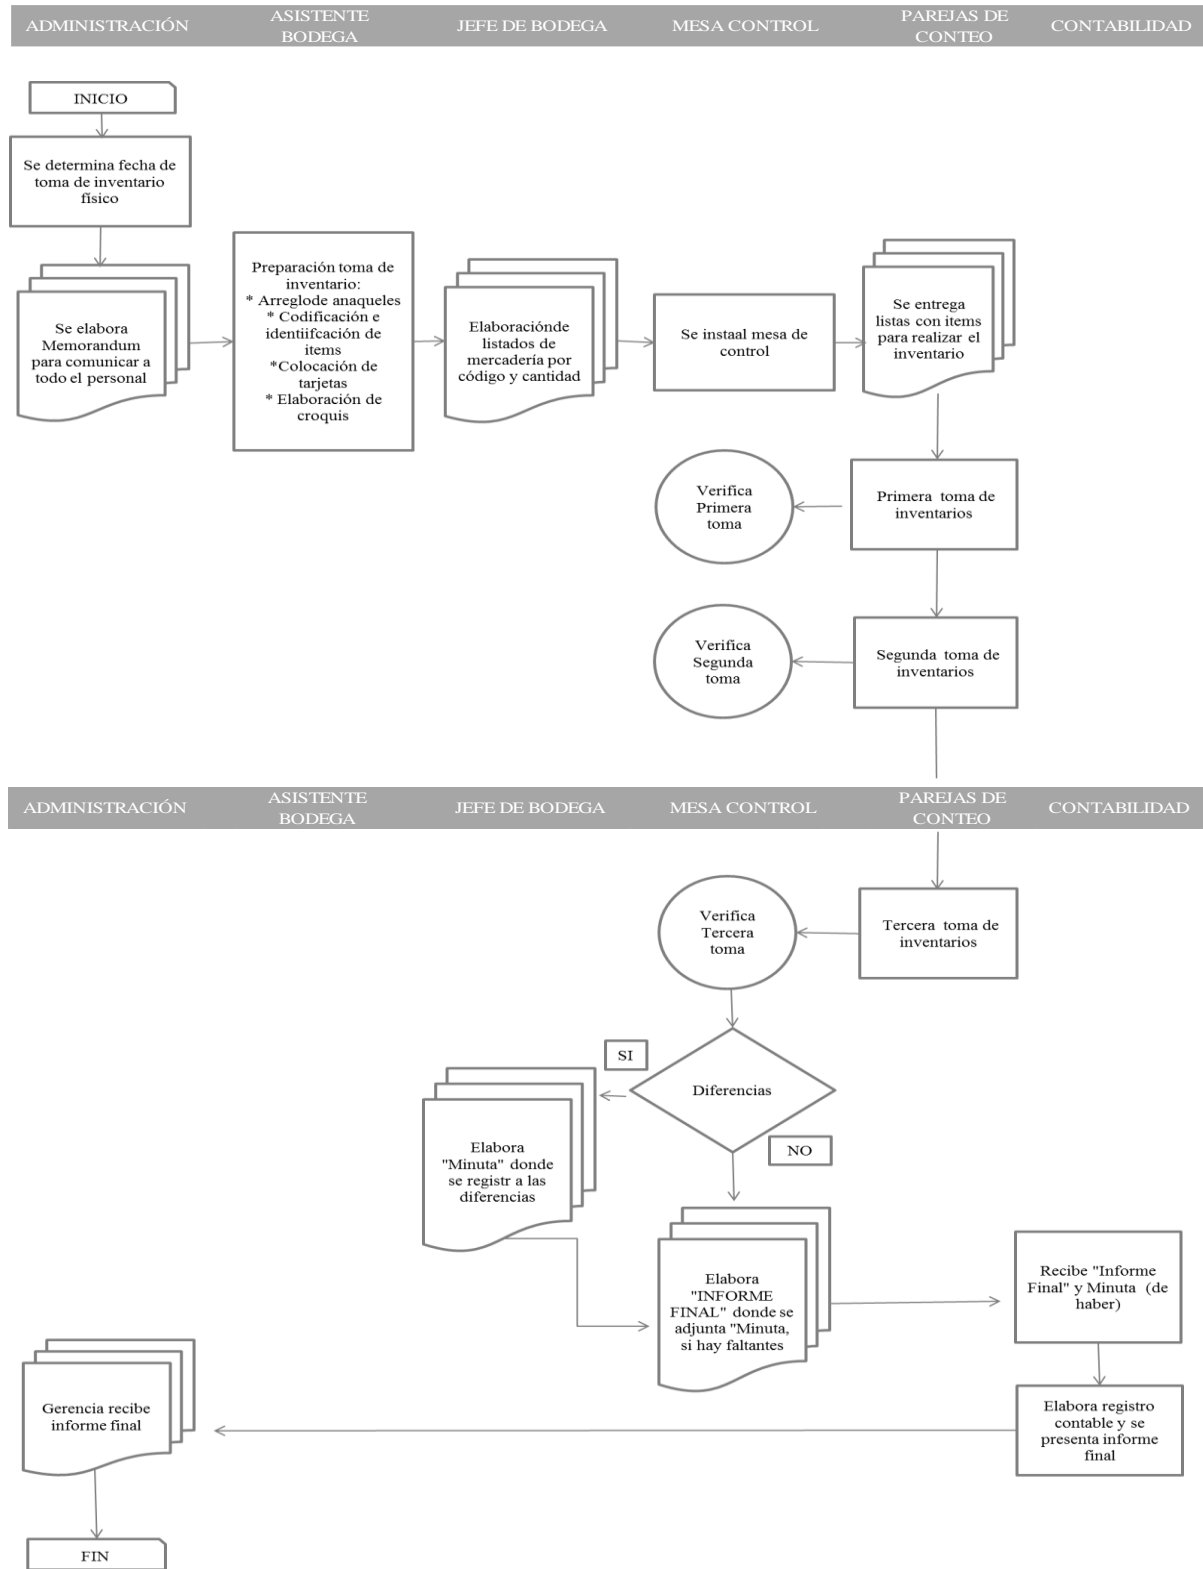 ADMINISTRACIÓN
ASISTENTE
BODEGA
JEFE DE BODEGA
MESA CONTROL
PAREJAS DE
CONTEO
CONTABILIDAD
INICIO
Se determina fecha de
toma de inventario
físico
Se elabora
Memorandum
para comunicar a
todo el personal
Preparación toma de
inventario:
* Arreglode anaqueles
* Codificación e
identiifcación de
items
*Colocación de
tarjetas
* Elaboración de
croquis
Elaboraciónde
listados de
mercadería por
código y cantidad
Se instaal mesa de
control
Se entrega
listas con items
para realizar el
inventario
Verifica
Primera
toma
Primera toma de
inventarios
Verifica
Segunda
toma
Segunda toma de
inventarios
ADMINISTRACIÓN
ASISTENTE
BODEGA
JEFE DE BODEGA
MESA CONTROL
PAREJAS DE
CONTEO
CONTABILIDAD
Verifica
Tercera
toma
Tercera toma de
inventarios
SI
Diferencias
NO
Elabora
"Minuta" donde
se registr a las
diferencias
Elabora
"INFORME
FINAL" donde se
adjunta "Minuta,
si hay faltantes
Recibe "Informe
Final" y Minuta (de
haber)
Gerencia recibe
informe final
Elabora registro
contable y se
presenta informe
final
FIN